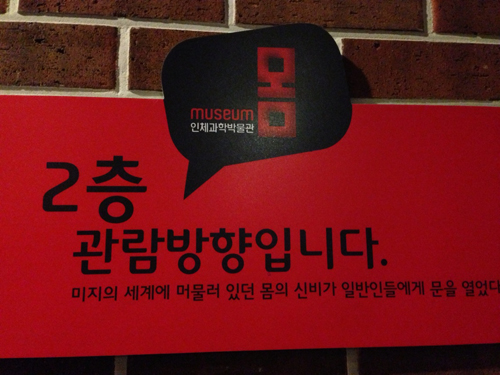 museum 몸
인체과학박물관
2층
관람방향입니다.
미지의 세계에 머물러 있던 몸의 신비가 일반인들에게 문을 열었다